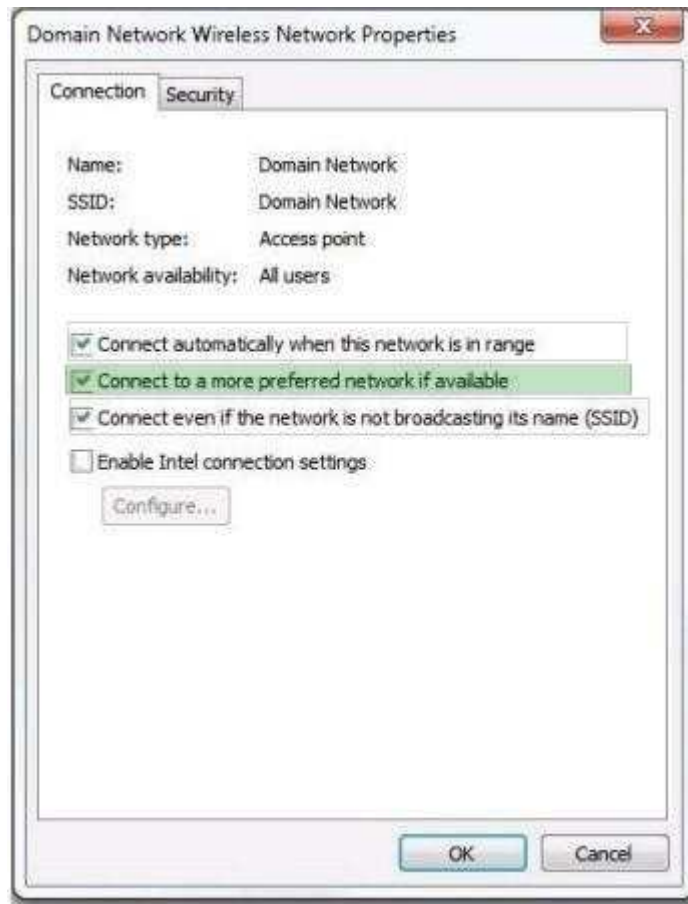 Domain Network Wireless Network Properties
x
Connection Security
Name: Domain Network
SSID: Domain Network
Network type: Access point
Network availability: All users
Connect automatically when this network is in range
Connect to a more preferred network if available
Connect even if the network is not broadcasting its name (SSID)
Enable Intel connection settings
Configure...
OK Cancel